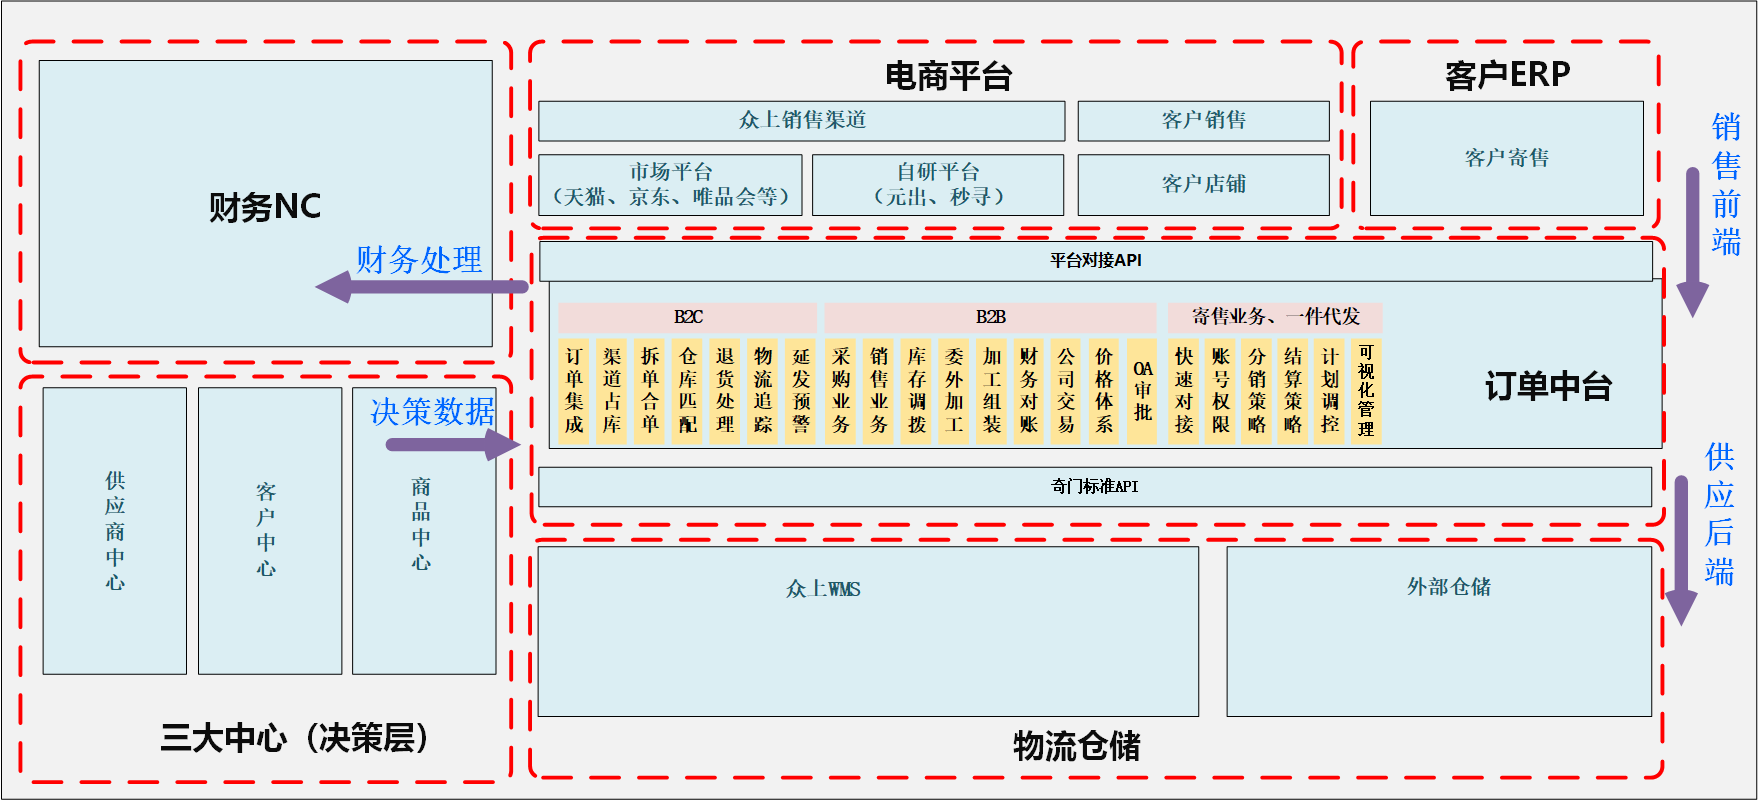 财务NC
财务处理
电商平台
众上销售渠道
客户销售
市场平台
（天猫、京东、唯品会等）
自研平台
（元出、秒寻）
客户店铺
客户ERP
客户寄售
销售前端
平台对接API
B2C
B2B
寄售业务、一件代发
订单集成
渠道占库
拆单合单
仓库匹配
退货处理
物流追踪
延发预警
采购业务
销售业务
库存调拨
委外加工
加工组装
财务对账
公司交易
价格体系
OA审批
快速对接
账号权限
分销策略
结算策略
计划调控
可视化管理
订单中台
奇门标准API
决策数据
供应商中心
客户中心
商品中心
三大中心（决策层）
供应后端
众上WMS
外部仓储
物流仓储